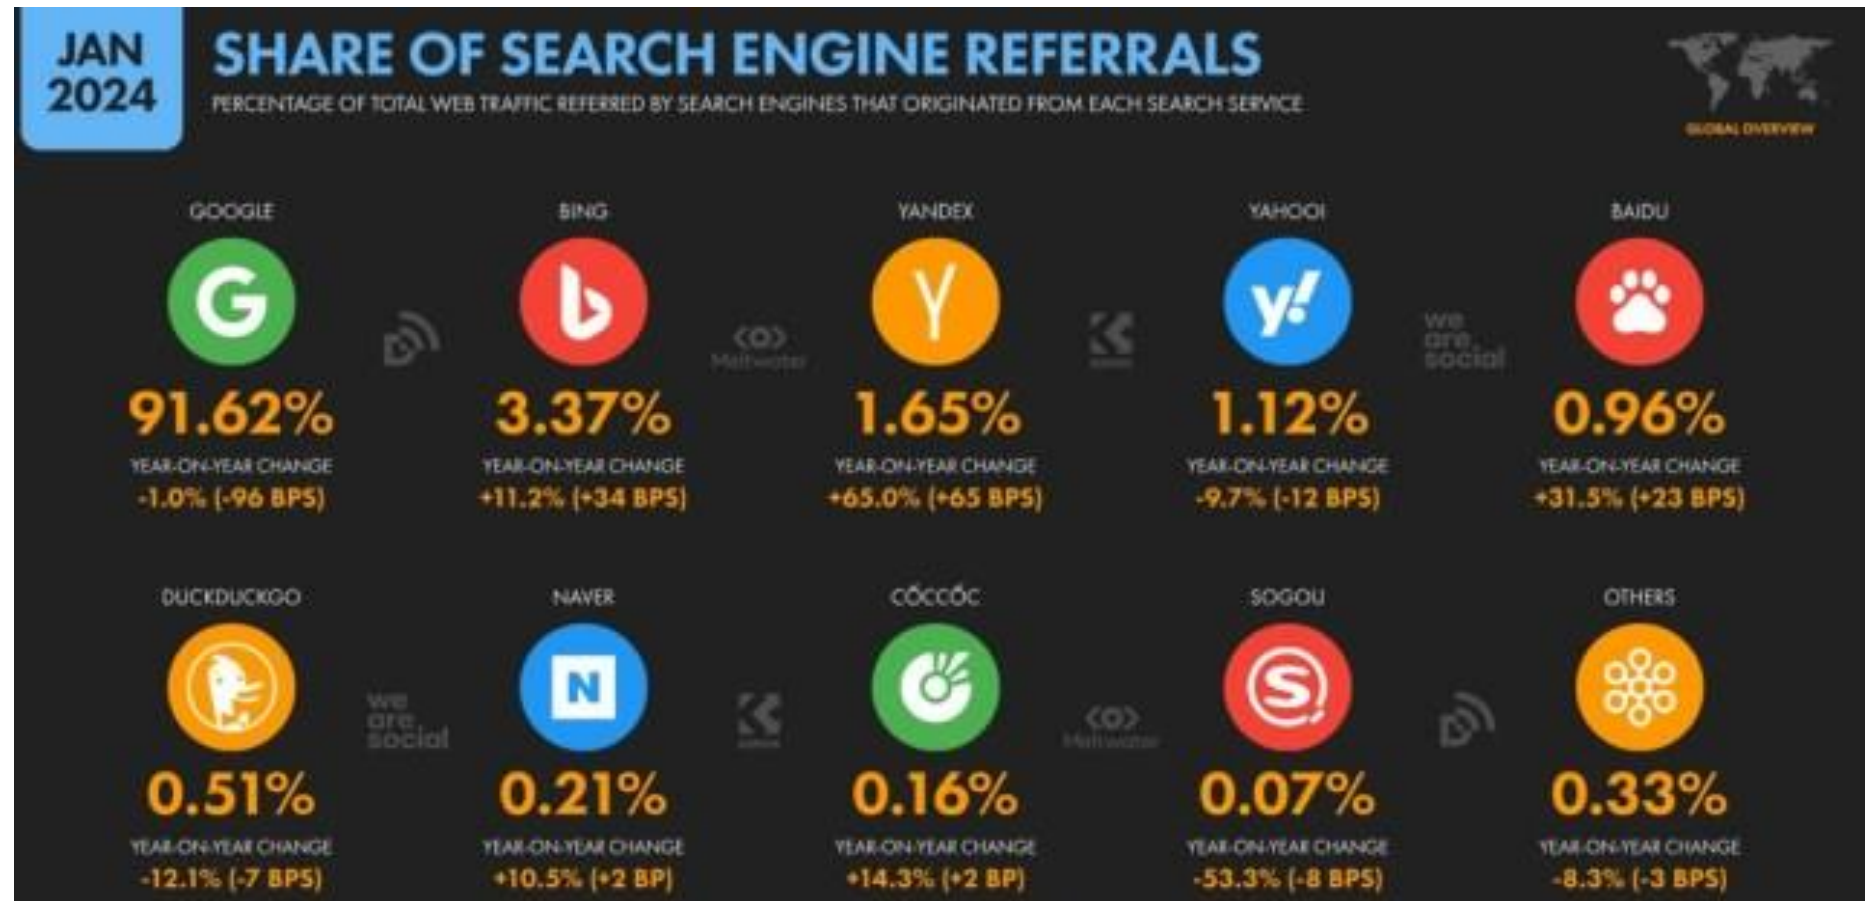 JAN
2024
SHARE OF SEARCH ENGINE REFERRALS
PERCENTAGE OF TOTAL WEB TRAFFIC REFERRED BY SEARCH ENGINES THAT ORIGINATED FROM EACH SEARCH SERVICE
GLOBAL OVERVIEW
GOOGLE
BING
YANDEX
YAHOO!
BAIDU
G
b
Y
y!
Meltwater
we
are.
social
91.62%
3.37%
1.65%
1.12%
0.96%
YEAR-ON-YEAR CHANGE
YEAR-ON-YEAR CHANGE
YEAR-ON-YEAR CHANGE
YEAR-ON-YEAR CHANGE
YEAR-ON-YEAR CHANGE
-1.0% (-96 BPS)
+11.2% (+34 BPS)
+65.0% (+65 BPS)
-9.7% (-12 BPS)
+31.5% (+23 BPS)
DUCKDUCKGO
NAVER
CỐCCỐC
SOGOU
OTHERS
N
S
we
are.
social
Meltwater
0.51%
0.21%
0.16%
0.07%
0.33%
YEAR-ON-YEAR CHANGE
YEAR-ON-YEAR CHANGE
YEAR-ON-YEAR CHANGE
YEAR-ON-YEAR CHANGE
YEAR-ON-YEAR CHANGE
-12.1% (-7 BPS)
+10.5% (+2 BP)
+14.3% (+2 BP)
-53.3% (-8 BPS)
-8.3% (-3 BPS)